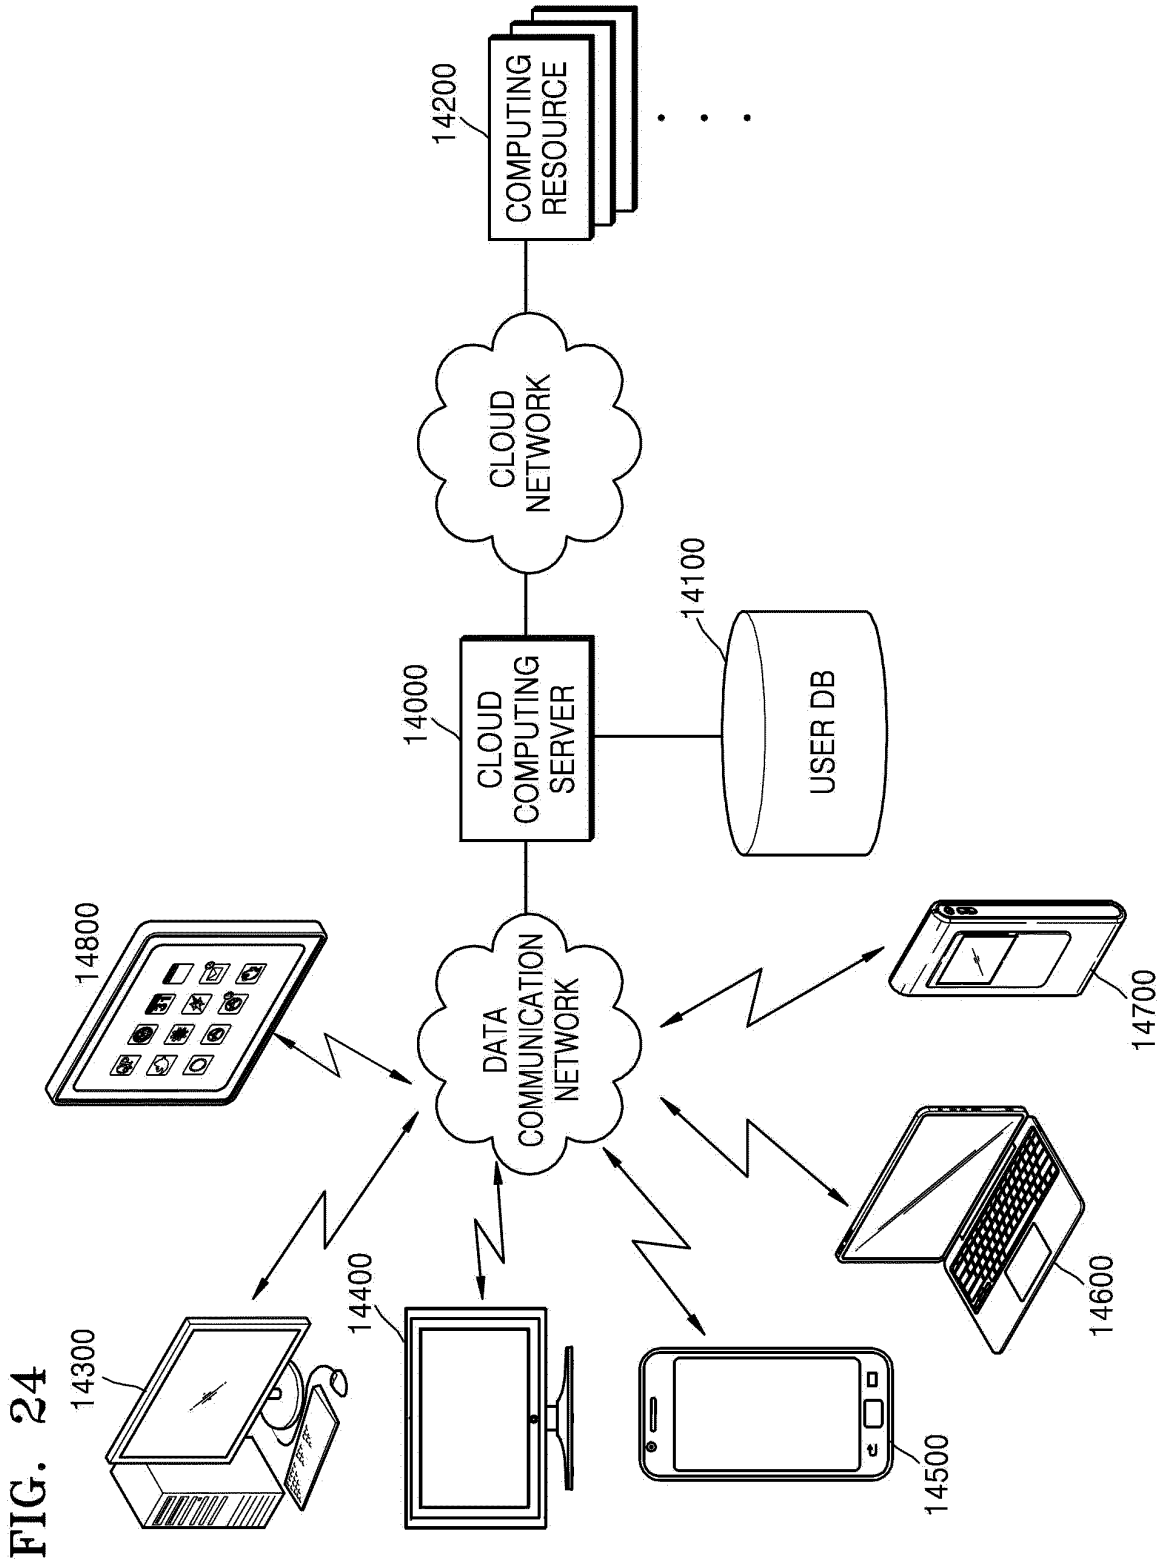 FIG. 24
14300
14800
14400
14000
CLOUD
COMPUTING
SERVER
14200
COMPUTING
RESOURCE
DATA
COMMUNICATION
NETWORK
CLOUD
NETWORK
14100
USER DB
14500
14600
14700